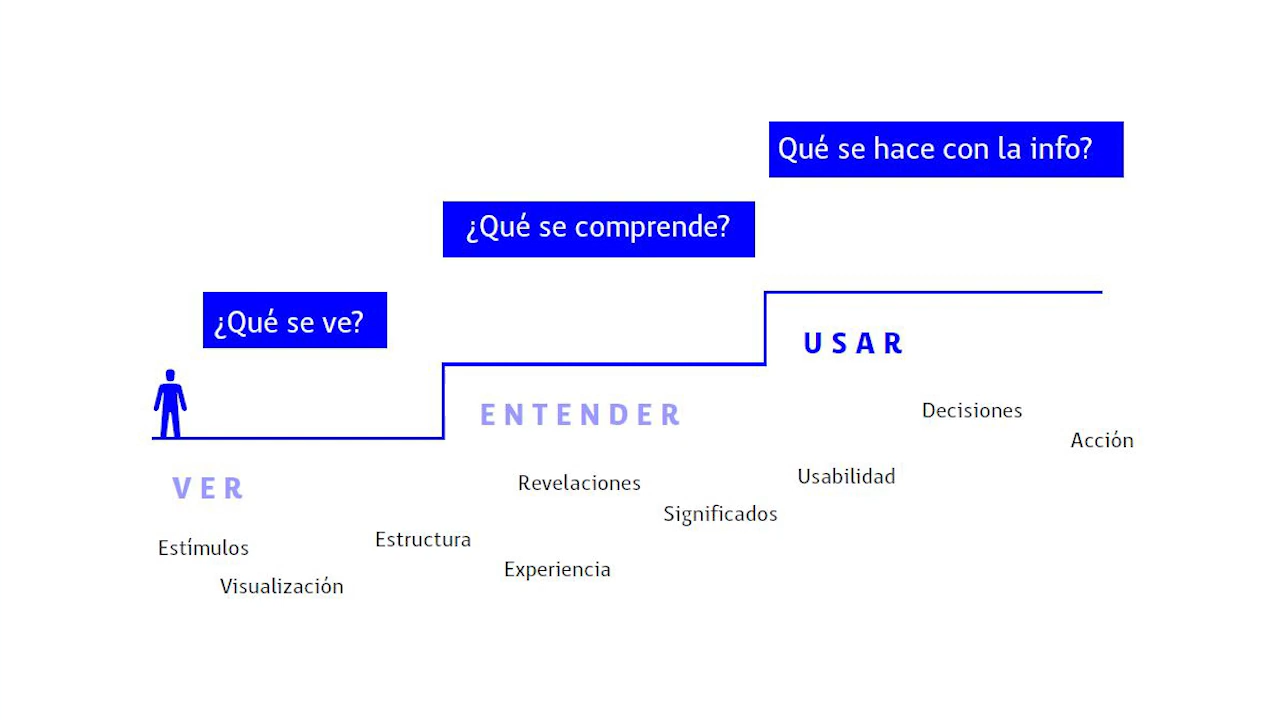 Qué se hace con la info?
¿Qué se comprende?
¿Qué se ve?
USAR
ENTENDER
VER
Decisiones
Acción
Usabilidad
Revelaciones
Significados
Estructura
Estímulos
Experiencia
Visualización